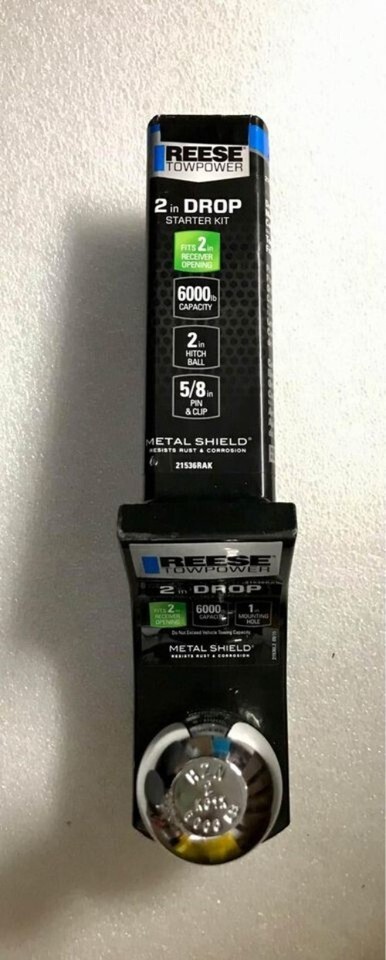 REESE
TOWPOWER
2 in DROP
STARTER KIT
FITS 2 in
RECEIVER
OPENING
6000 lb
CAPACITY
2 in
HITCH
BALL
5/8 in
PIN
& CLIP
METAL SHIELD®
RESISTS RUST & CORROSION
21536RAK
REESE
TOWPOWER
2 in DROP
FITS 2 in
RECEIVER
OPENING
6000
CAPACITY
1 in
MOUNTING
HOLE
Do Not Exceed Vehicle Towing Capacity
METAL SHIELD®
RESISTS RUST & CORROSION